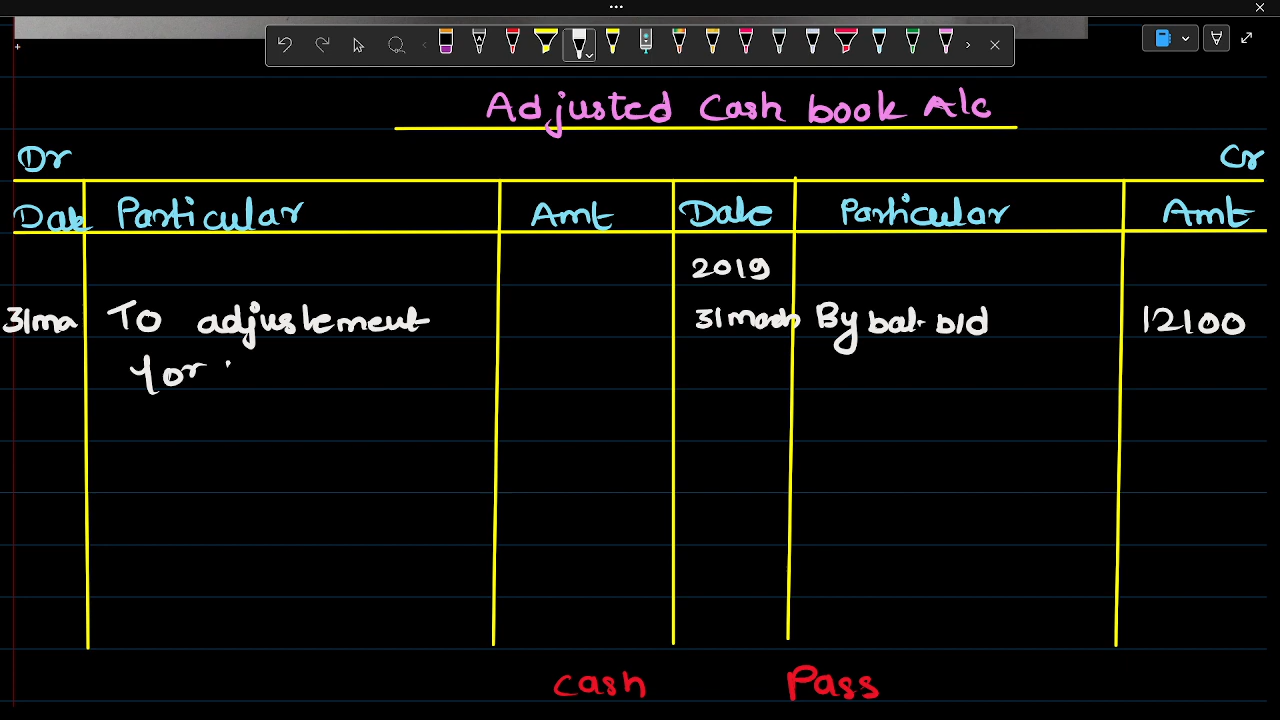 Adjusted Cash book A/c
Dr Cr
Date Particular Amt Date Particular Amt
2019
31ma To adjustement 31march By bal. b/d 12100
for
cash Pass